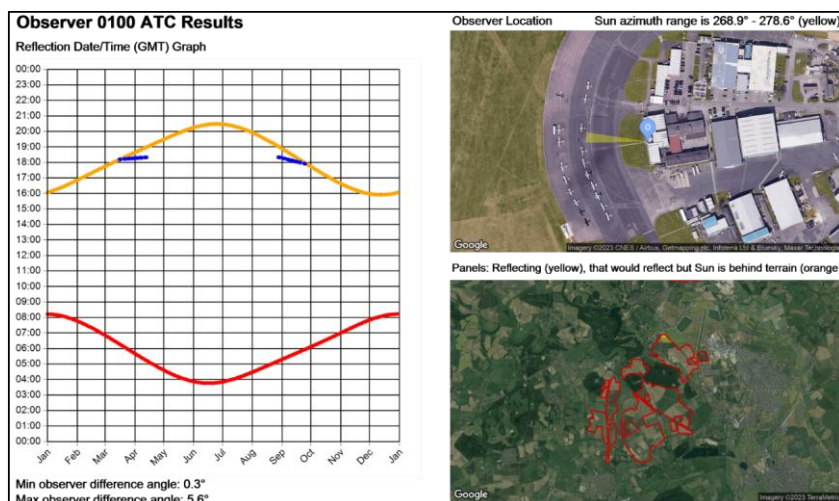 Observer 0100 ATC Results
Reflection Date/Time (GMT) Graph
00:00
23:00
22:00
21:00
20:00
19:00
18:00
17:00
16:00
15:00
14:00
13:00
12:00
11:00
10:00
09:00
08:00
07:00
06:00
05:00
04:00
03:00
02:00
01:00
00:00
Jan Feb Mar Apr May Jun Jul Aug Sep Oct Nov Dec Jan
Min observer difference angle: 0.3°
Max observer difference angle: 5.6°
Observer Location Sun azimuth range is 268.9° - 278.6° (yellow)
O
Google
Imagery ©2023 CNES / Airbus, Getmapping plc, Infoterra Ltd & Bluesky, Maxar Technologie
Panels: Reflecting (yellow), that would reflect but Sun is behind terrain (orange
Google
Imagery ©2023 TerraMetri